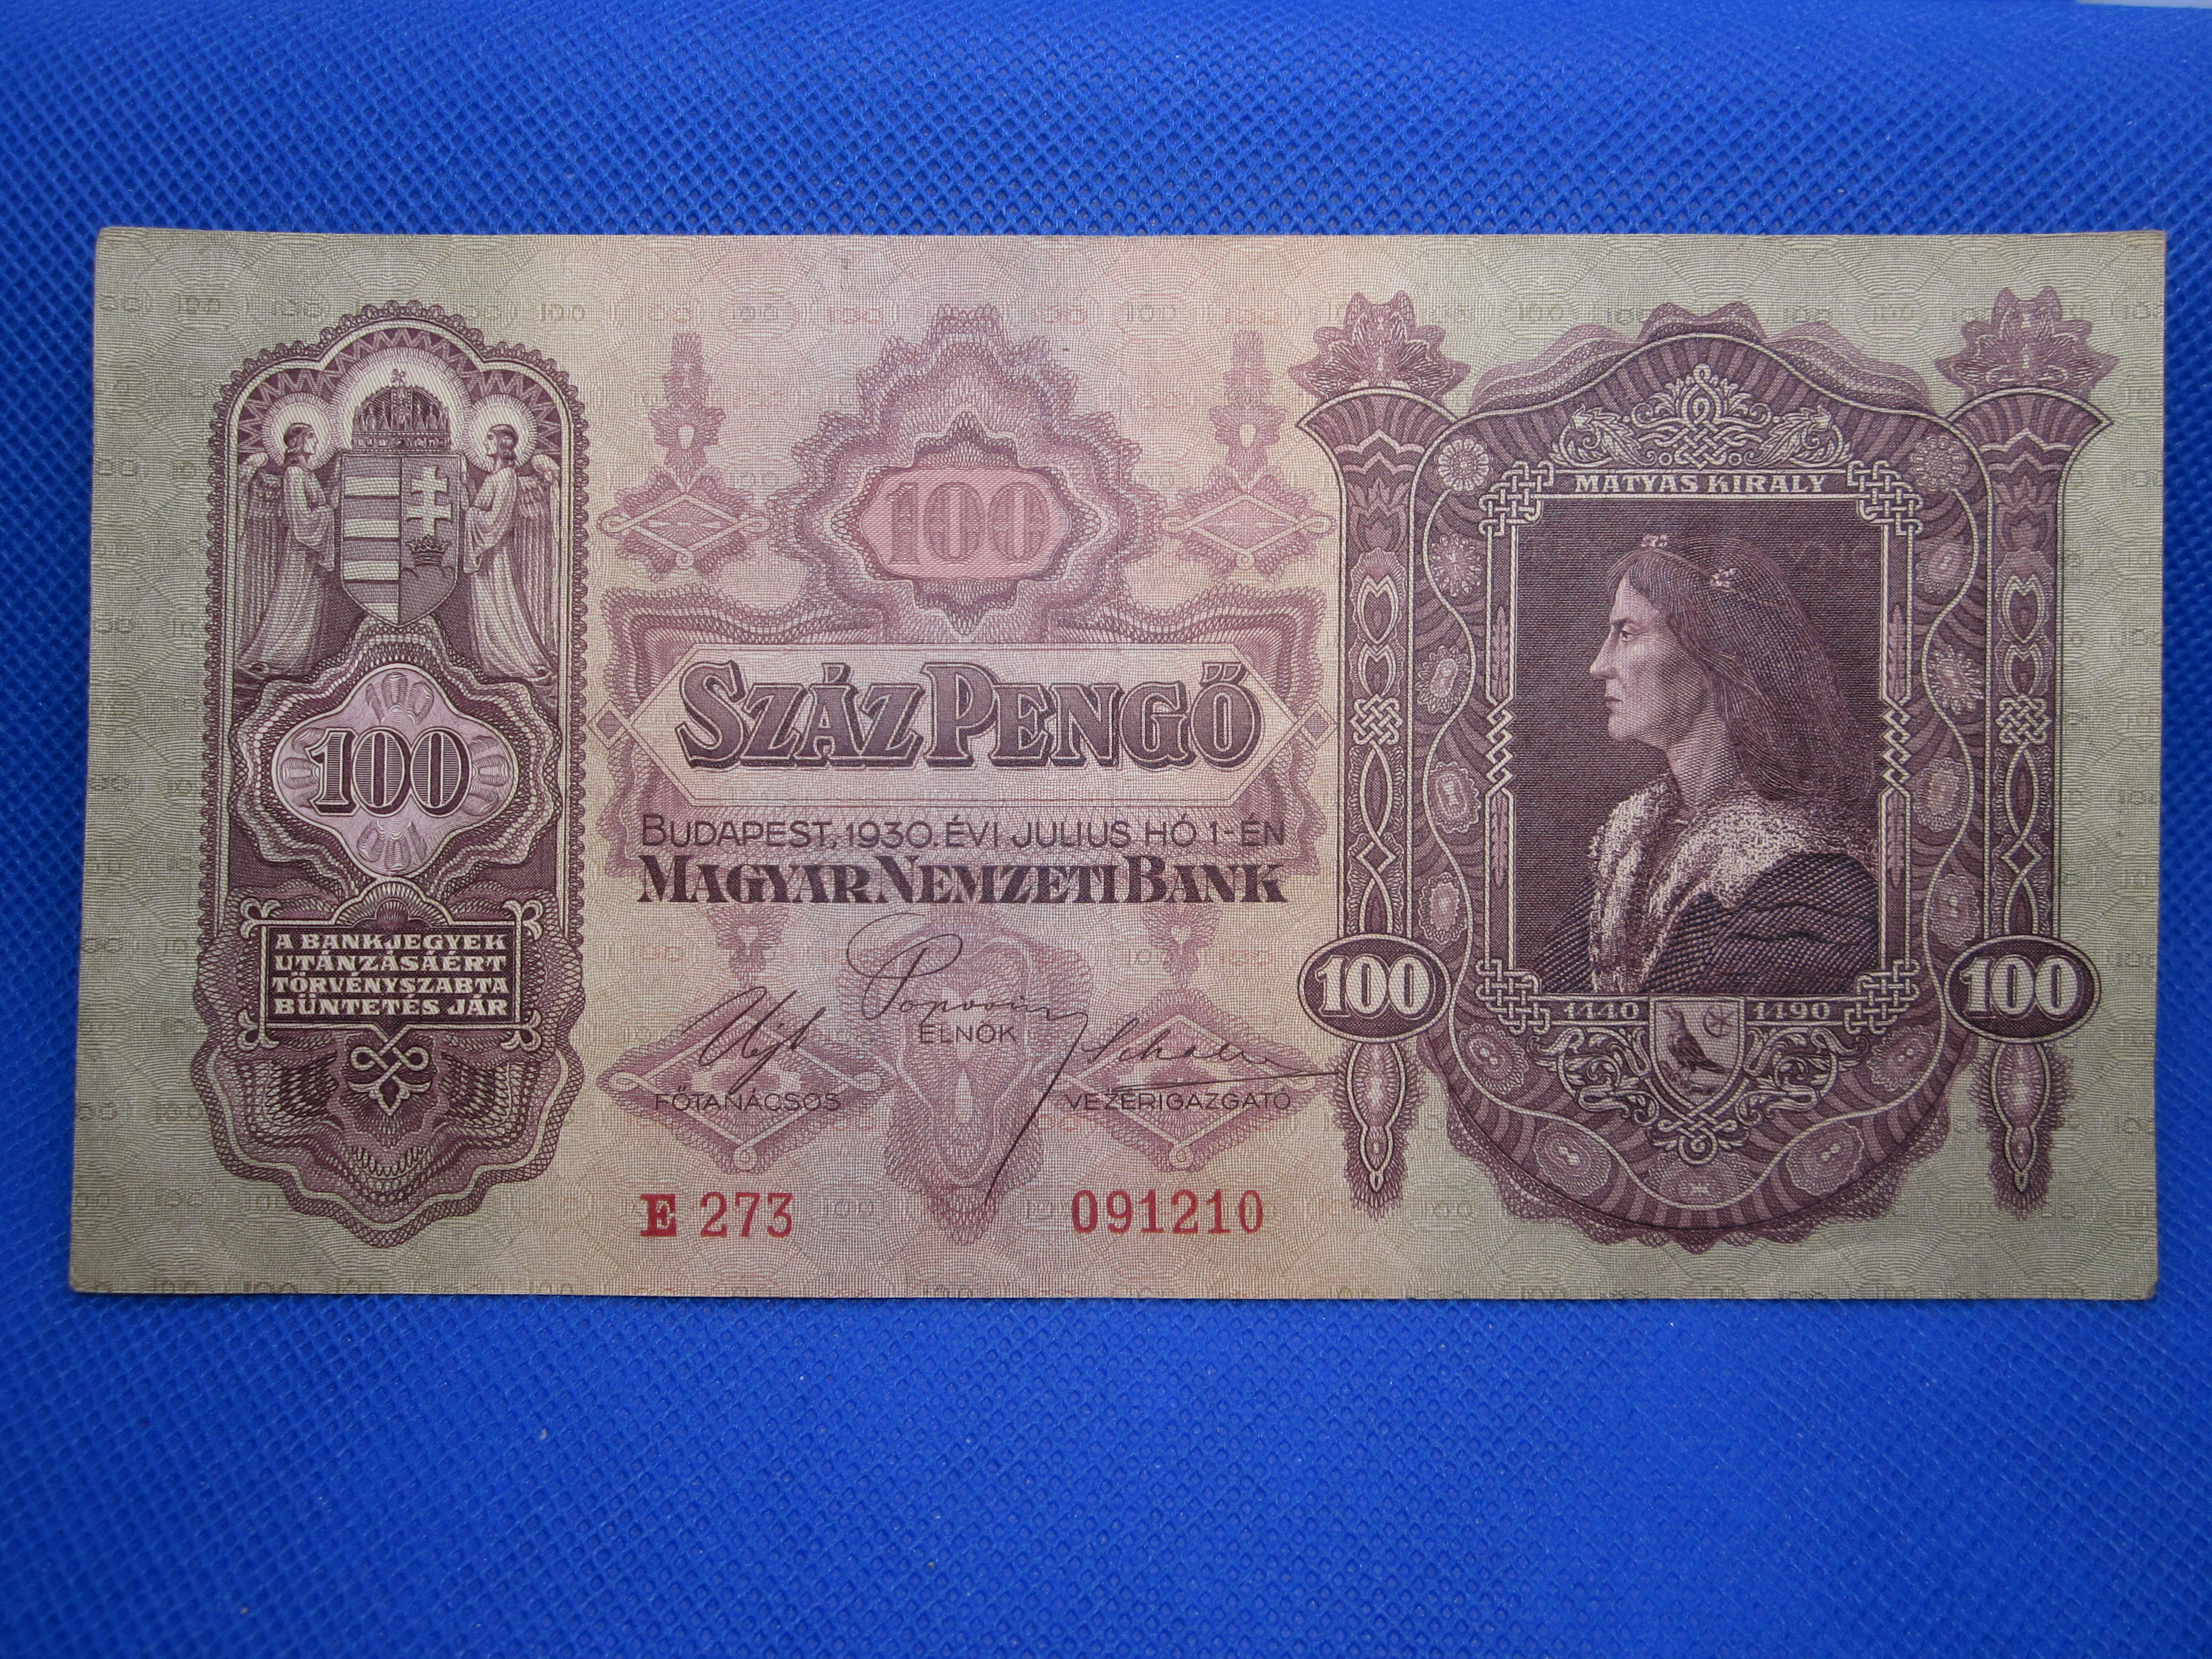 100
A BANKJEGYEK
UTÁNZÁSÁÉRT
TÖRVÉNYSZABTA
BÜNTETÉS JÁR
100
SZÁZ PENGŐ
BUDAPEST, 1930. ÉVI JULIUS HÓ 1-ÉN
MAGYAR NEMZETI BANK
ELNÖK
FŐTANÁCSOS
VEZÉRIGAZGATÓ
E 273 091210
MÁTYÁS KIRÁLY
1440 1490
100 100